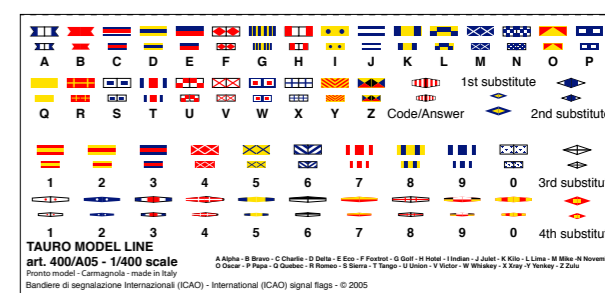 A B C D E F G H I J K L M N O P
1st substitute
Q R S T U V W X Y Z Code/Answer 2nd substitut
1 2 3 4 5 6 7 8 9 0 3rd substitut
1 2 3 4 5 6 7 8 9 0 4th substitut
TAURO MODEL LINE
art. 400/A05 - 1/400 scale
Pronto model - Carmagnola - made in Italy
A Alpha - B Bravo - C Charlie - D Delta - E Eco - F Foxtrot - G Golf - H Hotel - I Indian - J Julet - K Kilo - L Lima - M Mike -N Novem
O Oscar - P Papa - Q Quebec - R Romeo - S Sierra - T Tango - U Union - V Victor - W Whiskey - X Xray -Y Yenkey - Z Zulu
Bandiere di segnalazione Internazionali (ICAO) - International (ICAO) signal flags - © 2005